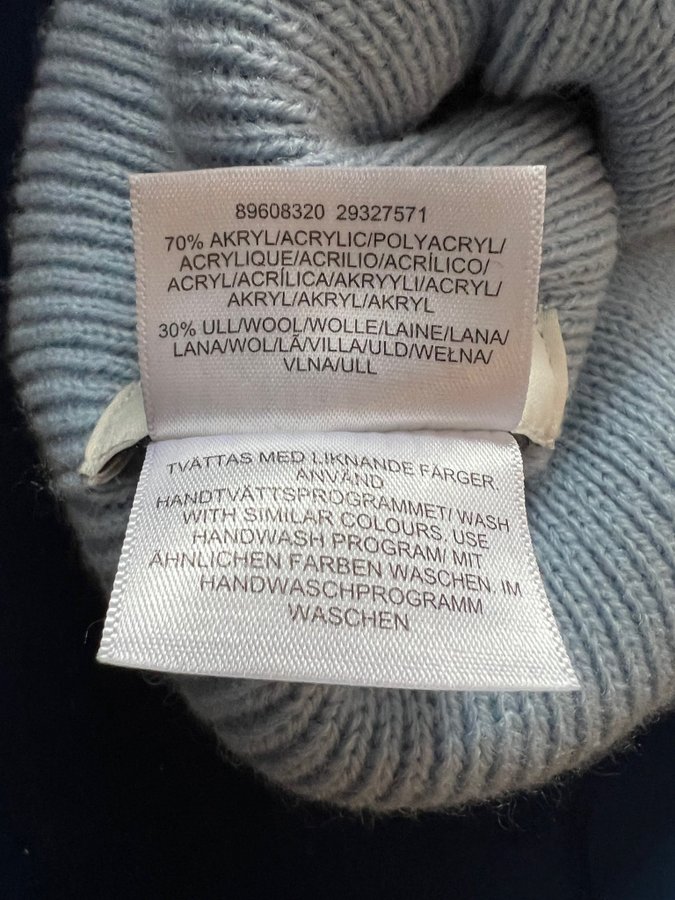 89608320 29327571
70% AKRYL/ACRYLIC/POLYACRYL/
ACRYLIQUE/ACRILIO/ACRÍLICO/
ACRYL/ACRÍLICA/AKRYYLI/ACRYL/
AKRYL/AKRYL/AKRYL
30% ULL/WOOL/WOLLE/LAINE/LANA/
LANA/WOL/LÃ/VILLA/ULD/WEŁNA/
VLNA/ULL
TVÄTTAS MED LIKNANDE FÄRGER.
ANVÄND
HANDTVÄTTSPROGRAMMET/ WASH
WITH SIMILAR COLOURS. USE
HANDWASH PROGRAM/ MIT
ÄHNLICHEN FARBEN WASCHEN. IM
HANDWASCHPROGRAMM
WASCHEN